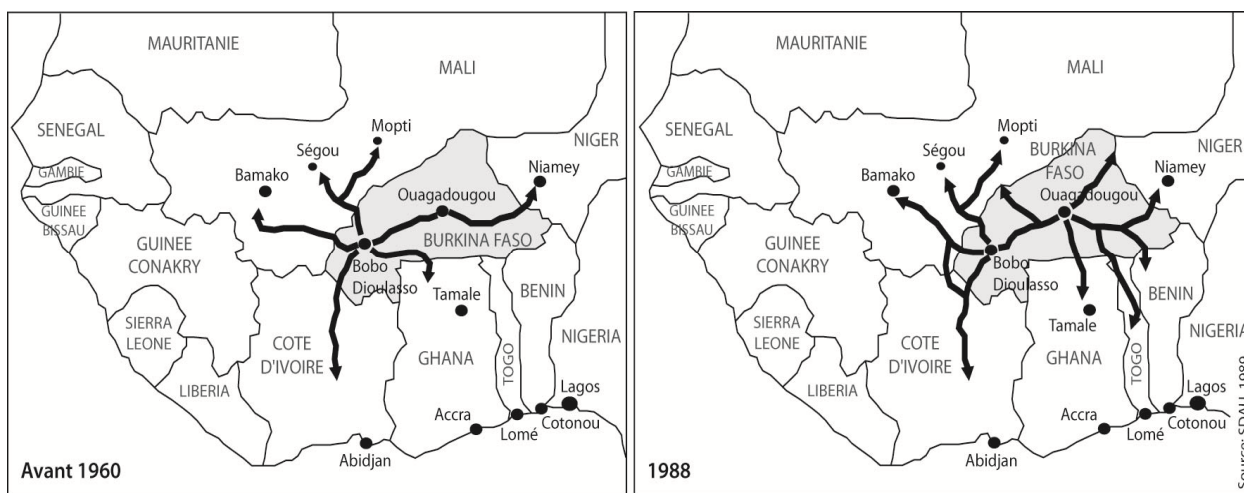 MAURITANIE
MALI
SENEGAL
Mopti
NIGER
Ségou
GAMBIE
Bamako
Niamey
Ouagadougou
GUINEE
BISSAU
GUINEE
CONAKRY
BURKINA FASO
Bobo
Dioulasso
BENIN
Tamale
SIERRA
LEONE
COTE
D'IVOIRE
GHANA
TOGO
NIGERIA
LIBERIA
Lagos
Accra
Cotonou
Lomé
Abidjan
Avant 1960
MAURITANIE
MALI
SENEGAL
Mopti
BURKINA
FASO
NIGER
Ségou
GAMBIE
Bamako
Niamey
Ouagadougou
GUINEE
BISSAU
GUINEE
CONAKRY
Bobo
Dioulasso
BENIN
Tamale
SIERRA
LEONE
COTE
D'IVOIRE
GHANA
TOGO
NIGERIA
LIBERIA
Lagos
Accra
Cotonou
Lomé
Abidjan
1988
Source: SDAU, 1989